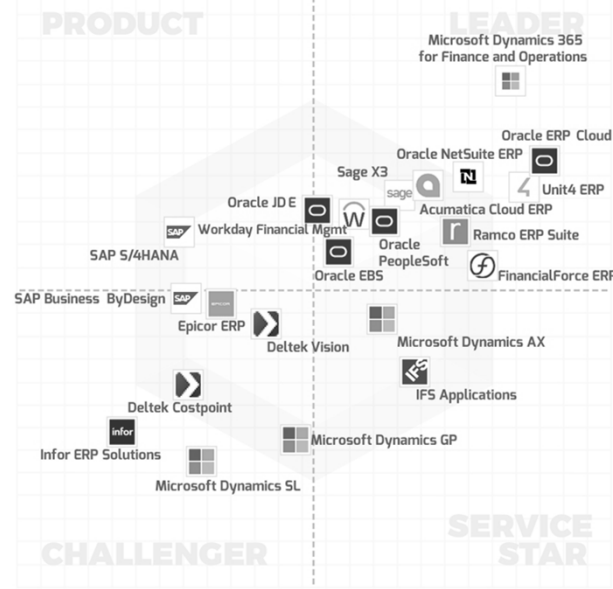 PRODUCT
LEADER
Microsoft Dynamics 365
for Finance and Operations
Oracle ERP Cloud
Oracle NetSuite ERP
Sage X3
sage
N
Unit4 ERP
Oracle JD E
Acumatica Cloud ERP
W
Workday Financial Mgmt
SAP
SAP S/4HANA
Oracle
PeopleSoft
r
Ramco ERP Suite
Oracle EBS
FinancialForce ERP
SAP Business ByDesign
SAP
Epicor ERP
Deltek Vision
Microsoft Dynamics AX
IFS
IFS Applications
Deltek Costpoint
infor
Infor ERP Solutions
Microsoft Dynamics GP
Microsoft Dynamics SL
CHALLENGER
SERVICE
STAR